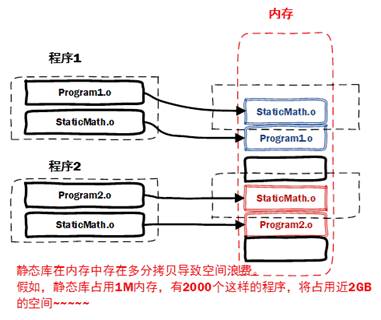 内存
程序1
Program1.o
StaticMath.o
StaticMath.o
Program1.o
程序2
Program2.o
StaticMath.o
StaticMath.o
Program2.o
静态库在内存中存在多分拷贝导致空间浪费。
假如，静态库占用1M内存，有2000个这样的程序，将占用近2GB
的空间~~~~~